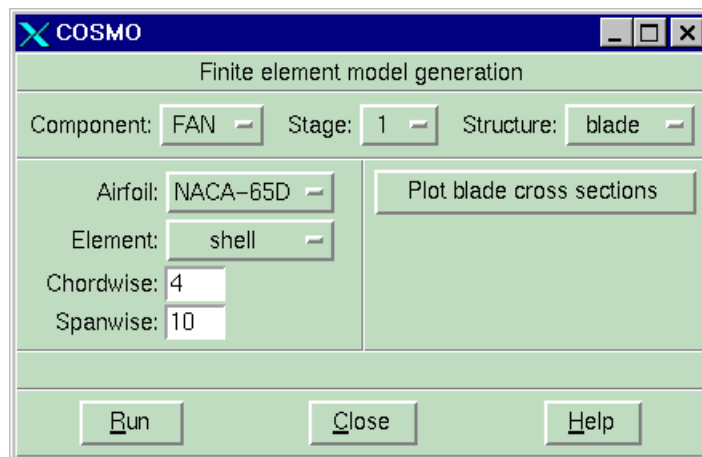 COSMO
Finite element model generation
Component: FAN Stage: 1 Structure: blade
Airfoil: NACA-65D
Plot blade cross sections
Element: shell
Chordwise: 4
Spanwise: 10
Run Close Help